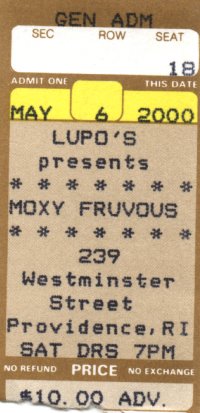 GEN ADM
SEC ROW SEAT
18
ADMIT ONE THIS DATE
MAY 6 2000
LUPO'S
presents
* * * * * * *
MOXY FRUVOUS
* * * * * * *
239
Westminster
Street
Providence, RI
SAT DRS 7PM
NO REFUND PRICE NO EXCHANGE
$10.00 ADV.